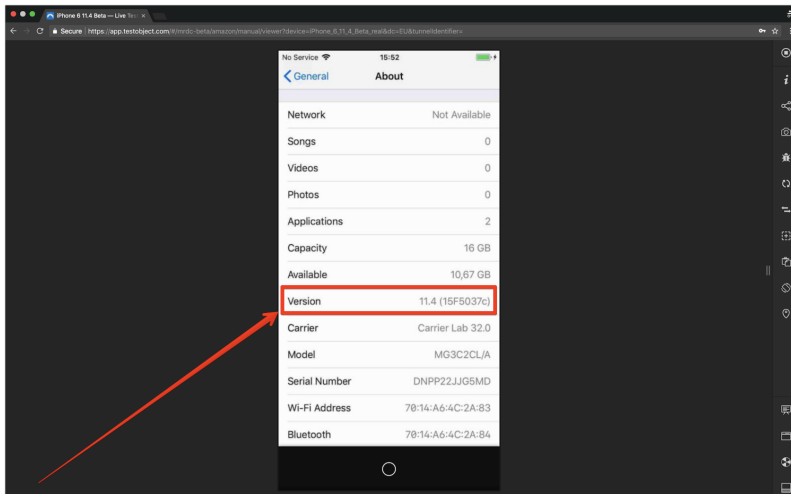 iPhone 6 11.4 Beta — Live Tes
Secure | https://app.testobject.com/#/mrdc-beta/amazon/manual/viewer?device=iPhone_6_11_4_Beta_real&dc=EU&tunnelIdentifier=
No Service 15:52
General About
Network Not Available
Songs 0
Videos 0
Photos 0
Applications 2
Capacity 16 GB
Available 10,67 GB
Version 11.4 (15F5037c)
Carrier Carrier Lab 32.0
Model MG3C2CL/A
Serial Number DNPP22JJG5MD
Wi-Fi Address 70:14:A6:4C:2A:83
Bluetooth 70:14:A6:4C:2A:84